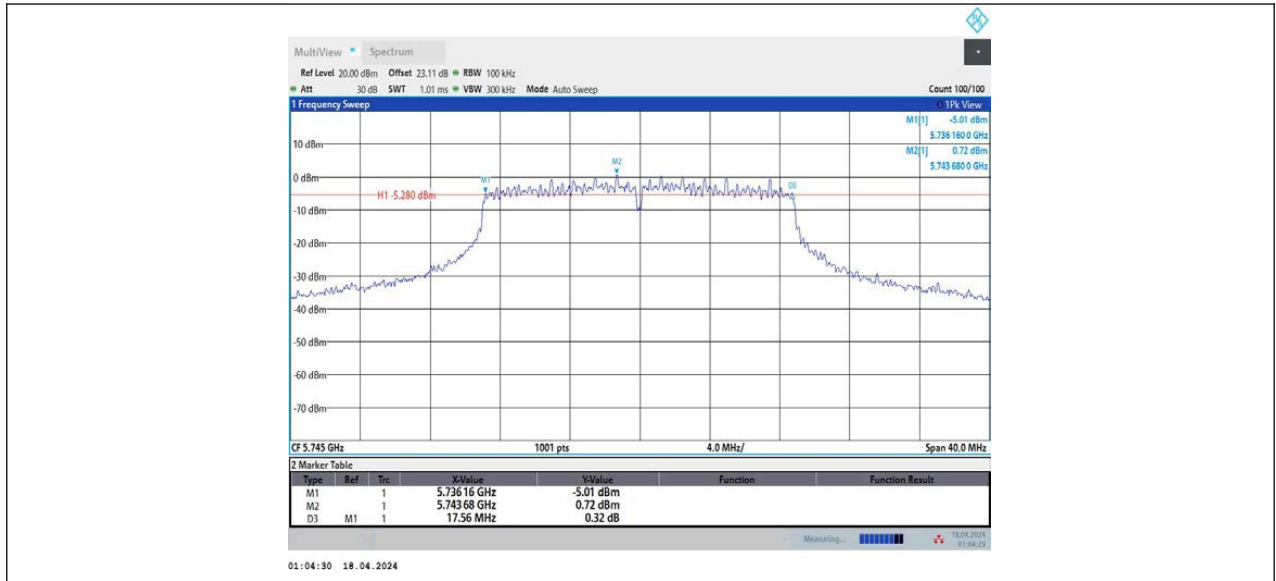 MultiView Spectrum
Ref Level 20.00 dBm Offset 23.11 dB RBW 100 kHz
Att 30 dB SWT 1.01 ms VBW 300 kHz Mode Auto Sweep Count 100/100
1 Frequency Sweep 1Pk View
M1[1] -5.01 dBm
5.736 160 0 GHz
10 dBm
M2[1] 0.72 dBm
5.743 680 0 GHz
M2
0 dBm
M1 D3
H1 -5.280 dBm
-10 dBm
-20 dBm
-30 dBm
-40 dBm
-50 dBm
-60 dBm
-70 dBm
CF 5.745 GHz 1001 pts 4.0 MHz/ Span 40.0 MHz
2 Marker Table
Type Ref Trc X-Value Y-Value Function Function Result
M1 1 5.736 16 GHz -5.01 dBm
M2 1 5.743 68 GHz 0.72 dBm
D3 M1 1 17.56 MHz 0.32 dB
Measuring... 18.04.2024
01:04:29
01:04:30 18.04.2024